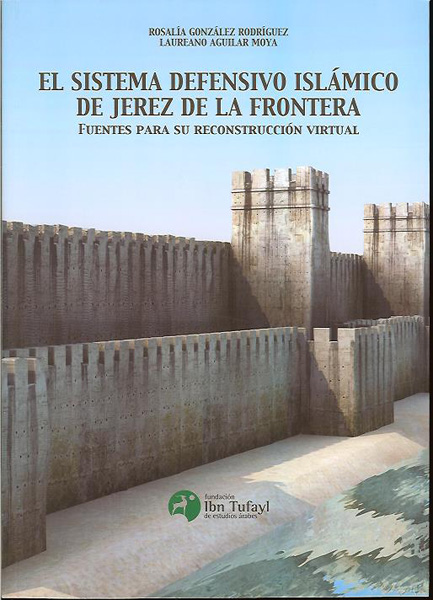 ROSALÍA GONZÁLEZ RODRÍGUEZ
LAUREANO AGUILAR MOYA
EL SISTEMA DEFENSIVO ISLÁMICO
DE JEREZ DE LA FRONTERA
FUENTES PARA SU RECONSTRUCCIÓN VIRTUAL
fundación
Ibn Tufayl
de estudios árabes